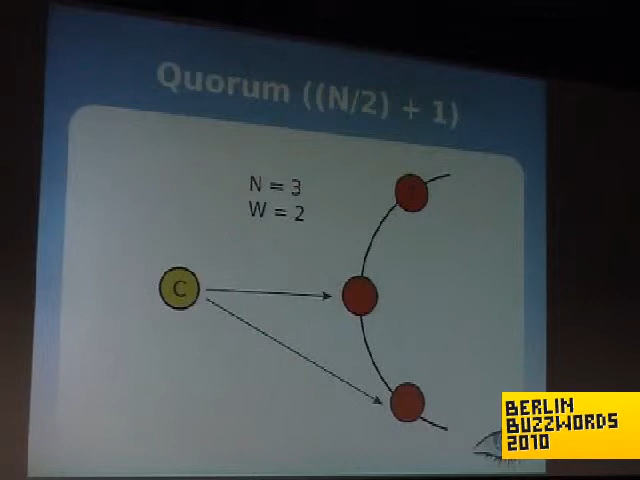 Quorum ((N/2) + 1)
N = 3
W = 2
C
BERLIN
BUZZWORDS
2010